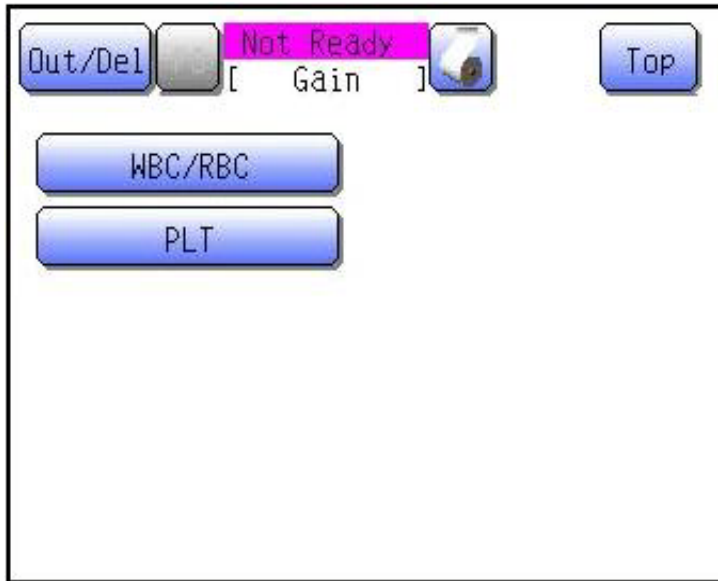 Out/Del
Not Ready
[ Gain ]
Top
WBC/RBC
PLT